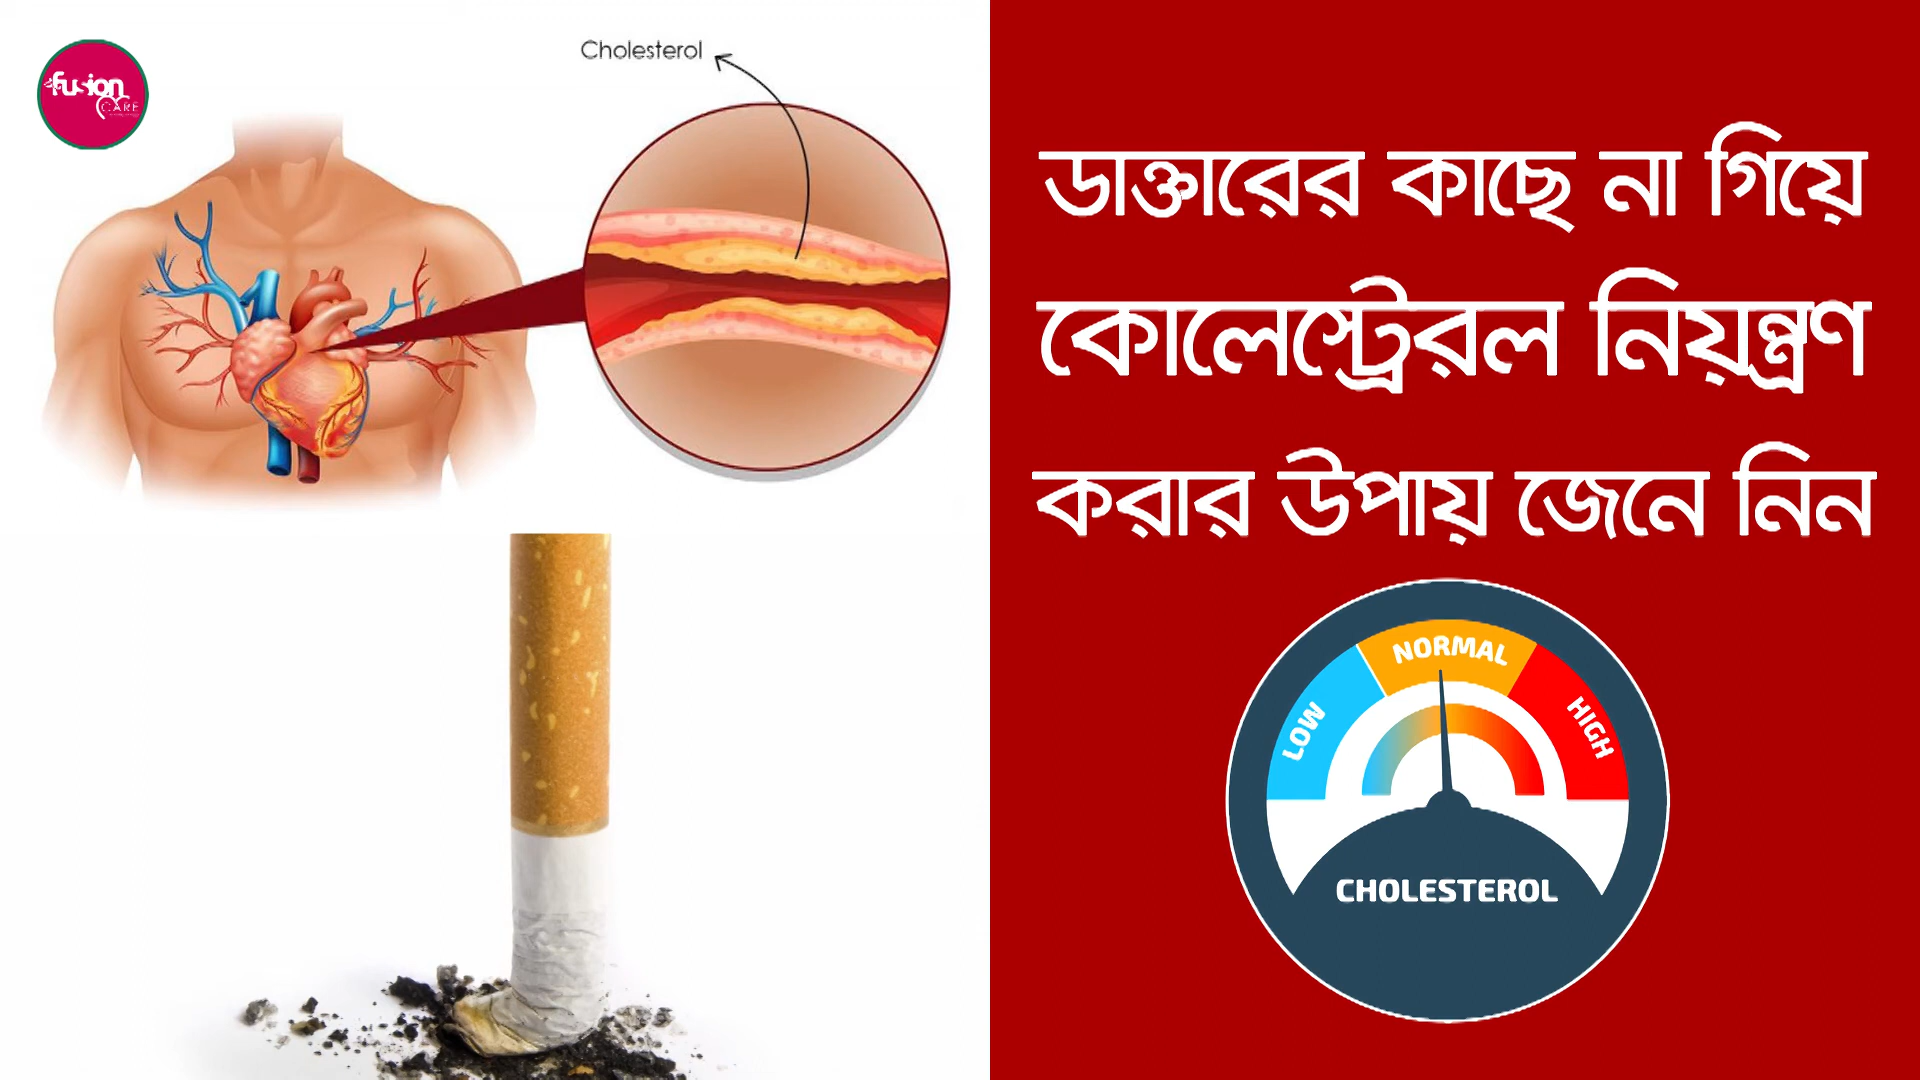 fusion
CARE
Cholesterol
ডাক্তারের কাছে না গিয়ে
কোলেস্ট্রেরল নিয়ন্ত্রণ
করার উপায় জেনে নিন
LOW
NORMAL
HIGH
CHOLESTEROL